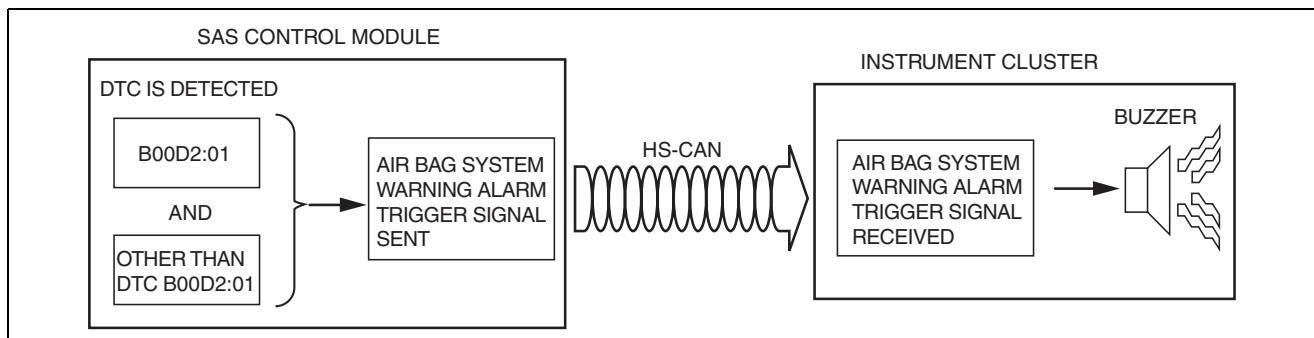 SAS CONTROL MODULE
DTC IS DETECTED
B00D2:01
AND
OTHER THAN
DTC B00D2:01
AIR BAG SYSTEM
WARNING ALARM
TRIGGER SIGNAL
SENT
HS-CAN
INSTRUMENT CLUSTER
AIR BAG SYSTEM
WARNING ALARM
TRIGGER SIGNAL
RECEIVED
BUZZER